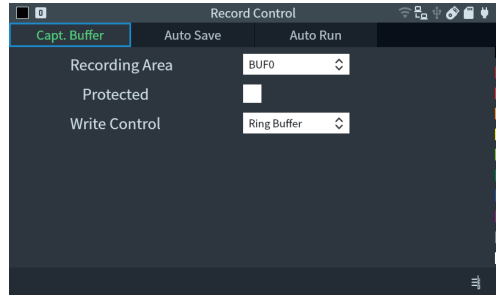 0 Record Control
Capt. Buffer Auto Save Auto Run
Recording Area BUF0
Protected
Write Control Ring Buffer